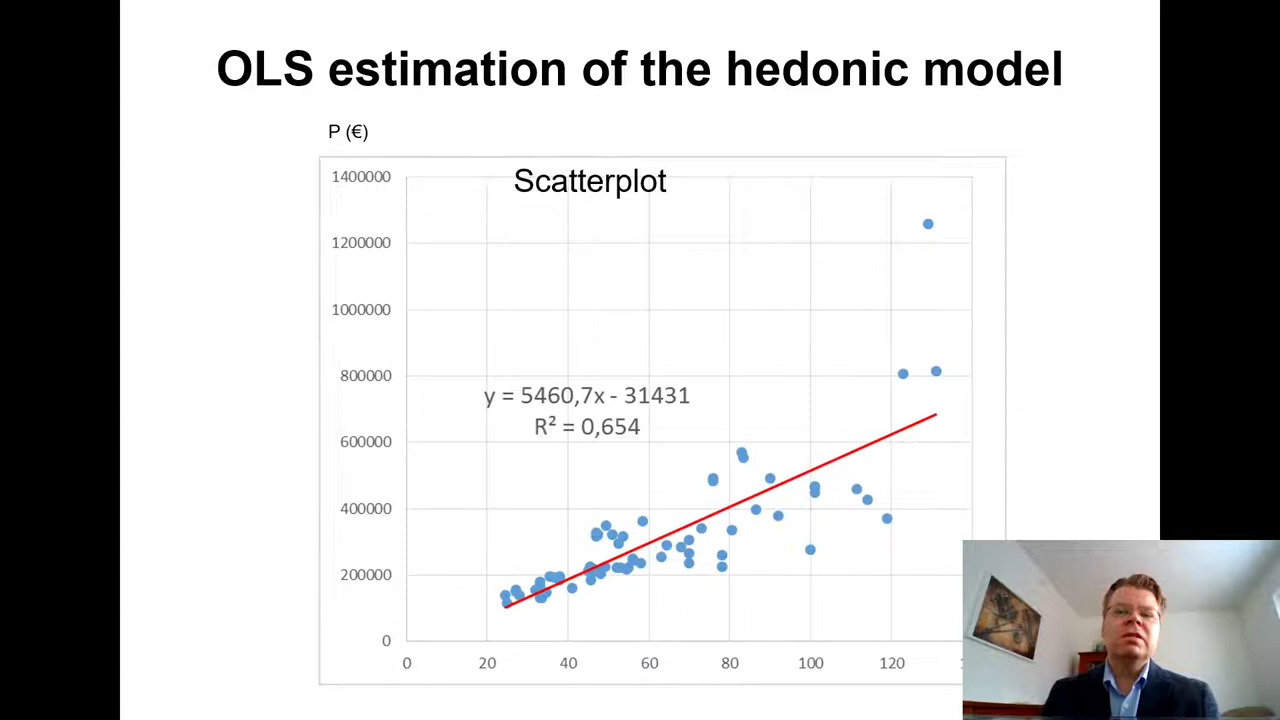 OLS estimation of the hedonic model
P (€)
Scatterplot
1400000
1200000
1000000
800000
600000
400000
200000
0
y = 5460,7x - 31431
R² = 0,654
0 20 40 60 80 100 120